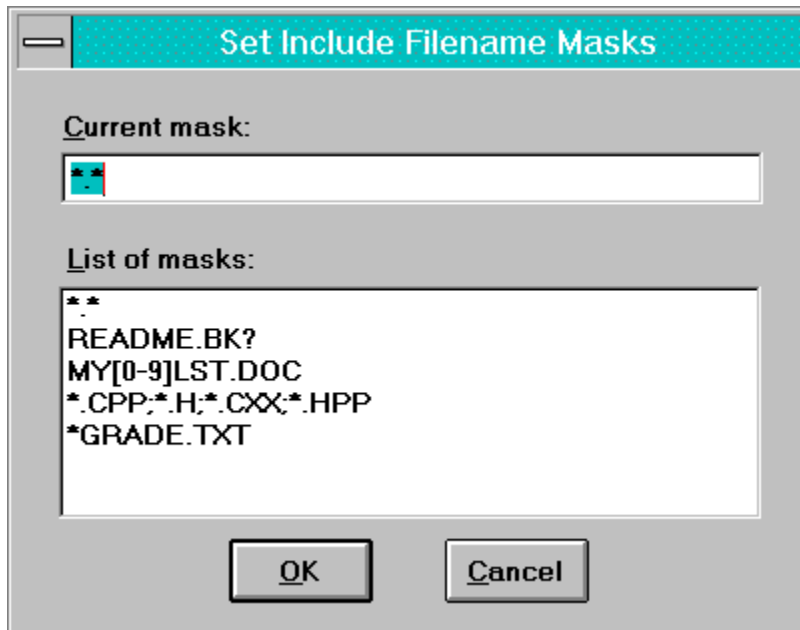 Set Include Filename Masks
Current mask:
*.*
List of masks:
*.*
README.BK?
MY[0-9]LST.DOC
*.CPP;*.H;*.CXX;*.HPP
*GRADE.TXT
OK
Cancel